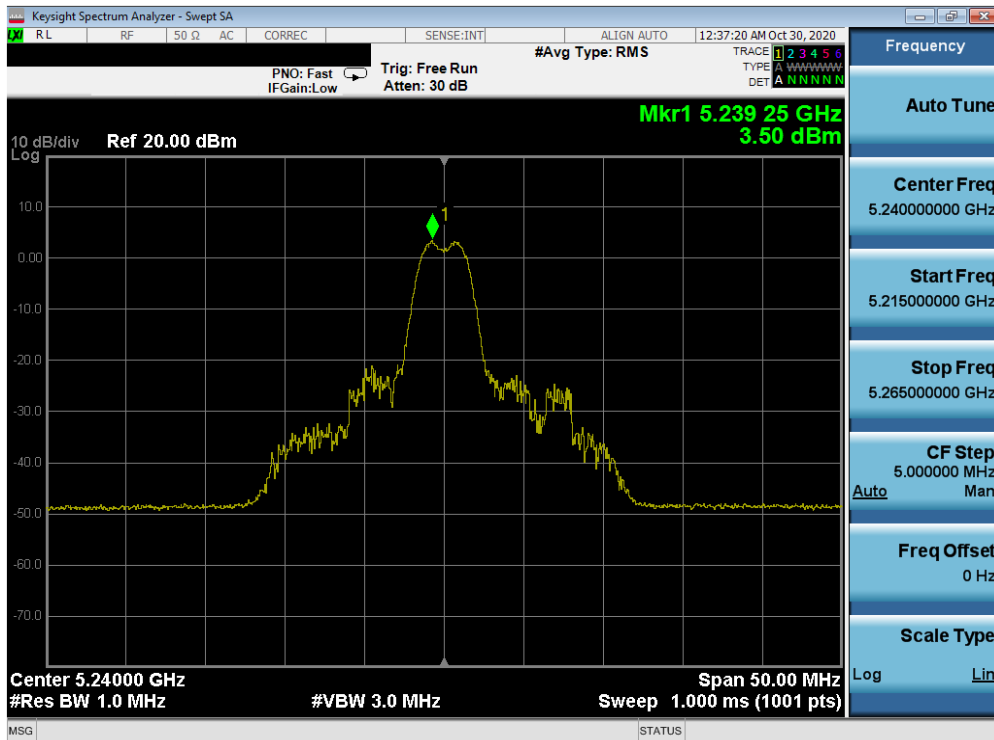 Keysight Spectrum Analyzer - Swept SA
LXI RL RF 50 Ω AC CORREC SENSE:INT ALIGN AUTO 12:37:20 AM Oct 30, 2020
PNO: Fast
IFGain:Low
Trig: Free Run
Atten: 30 dB
#Avg Type: RMS
TRACE 1 2 3 4 5 6
TYPE A WWWWW
DET A N N N N N
Mkr1 5.239 25 GHz
3.50 dBm
10 dB/div Ref 20.00 dBm
Log
10.0
0.00
-10.0
-20.0
-30.0
-40.0
-50.0
-60.0
-70.0
1
Center 5.24000 GHz Span 50.00 MHz
#Res BW 1.0 MHz #VBW 3.0 MHz Sweep 1.000 ms (1001 pts)
MSG STATUS
Frequency
Auto Tune
Center Freq
5.240000000 GHz
Start Freq
5.215000000 GHz
Stop Freq
5.265000000 GHz
CF Step
5.000000 MHz
Auto Man
Freq Offset
0 Hz
Scale Type
Log Lin